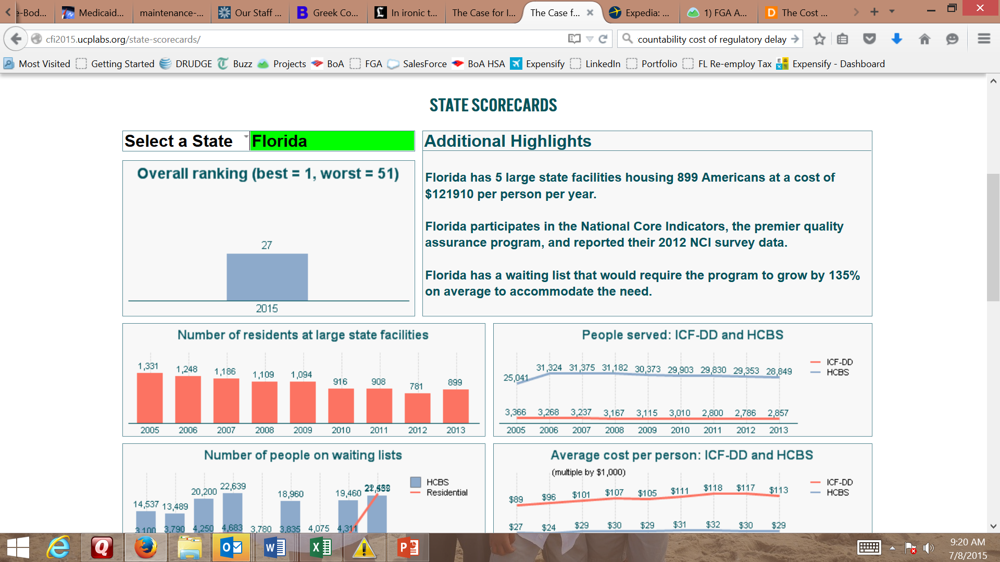 e-Bod...
Medicaid...
maintenance-...
Our Staff ...
Greek Co...
In ironic t...
The Case for I...
The Case f...
Expedia: ...
1) FGA A...
The Cost ...
cfi2015.ucplabs.org/state-scorecards/
countability cost of regulatory delay
Most Visited
Getting Started
DRUDGE
Buzz
Projects
BoA
FGA
SalesForce
BoA HSA
Expensify
LinkedIn
Portfolio
FL Re-employ Tax
Expensify - Dashboard
STATE SCORECARDS
Select a State
Florida
Overall ranking (best = 1, worst = 51)
27
2015
Additional Highlights
Florida has 5 large state facilities housing 899 Americans at a cost of
$121910 per person per year.
Florida participates in the National Core Indicators, the premier quality
assurance program, and reported their 2012 NCI survey data.
Florida has a waiting list that would require the program to grow by 135%
on average to accommodate the need.
Number of residents at large state facilities
1,331 1,248 1,186 1,109 1,094 916 908 781 899
2005 2006 2007 2008 2009 2010 2011 2012 2013
People served: ICF-DD and HCBS
ICF-DD
HCBS
25,041 31,324 31,375 31,182 30,373 29,903 29,830 29,353 28,849
3,366 3,268 3,237 3,167 3,115 3,010 2,800 2,786 2,857
2005 2006 2007 2008 2009 2010 2011 2012 2013
Number of people on waiting lists
HCBS
Residential
14,537 13,489 20,200 22,639 18,960 19,460
3,100 3,790 4,250 4,683 3,780 3,835 4,075 4,311
Average cost per person: ICF-DD and HCBS
(multiple by $1,000)
ICF-DD
HCBS
$89 $96 $101 $107 $105 $111 $118 $117 $113
$27 $24 $29 $30 $29 $31 $32 $30 $29
9:20 AM
7/8/2015